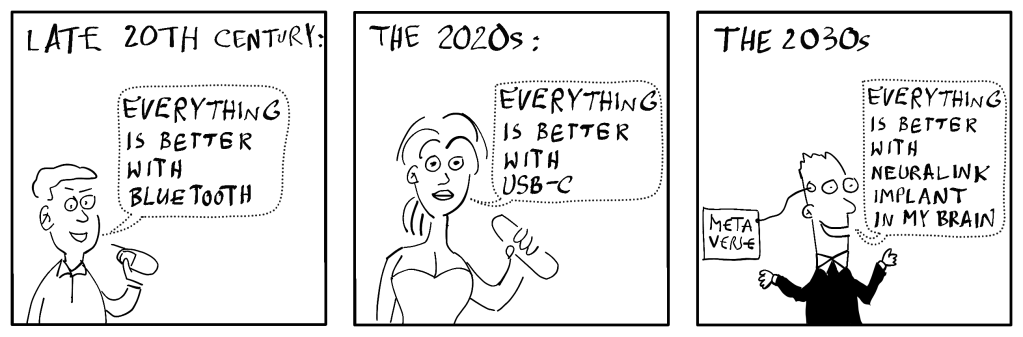 LATE 20TH CENTURY:
EVERYTHING
IS BETTER
WITH
BLUETOOTH
THE 2020s:
EVERYTHING
IS BETTER
WITH
USB-C
THE 2030s
EVERYTHING
IS BETTER
WITH
NEURALINK
IMPLANT
IN MY BRAIN
META
VERSE